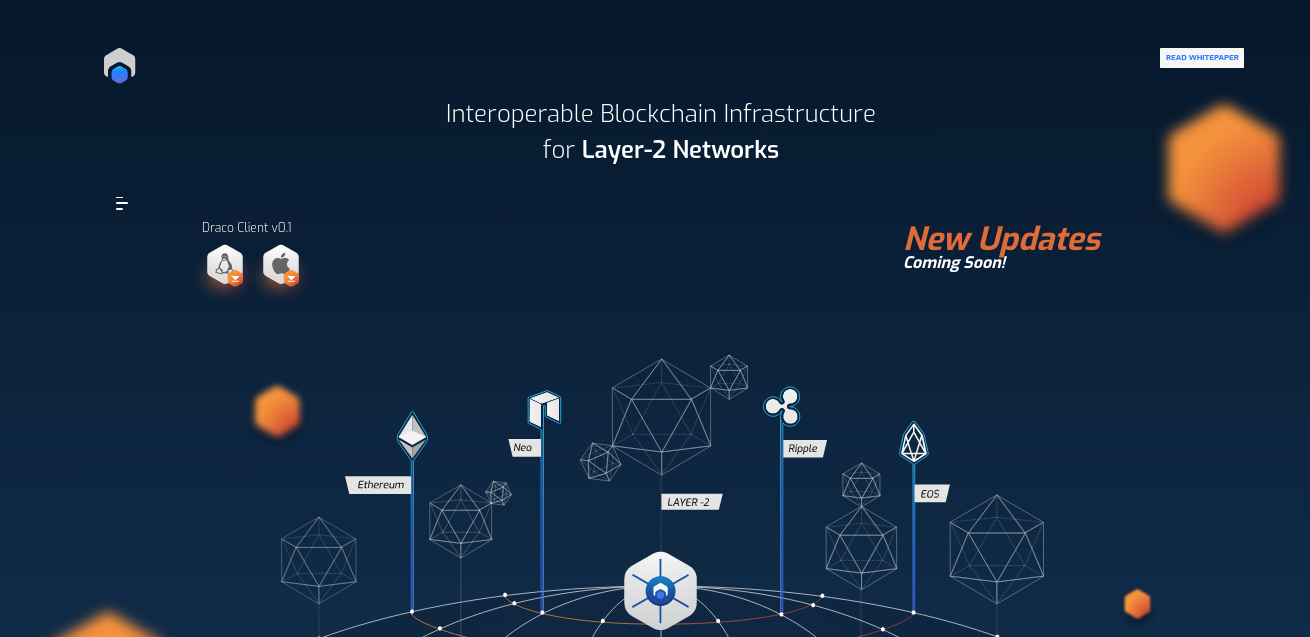 READ WHITEPAPER
Interoperable Blockchain Infrastructure
for Layer-2 Networks
Draco Client v0.1
New Updates
Coming Soon!
Neo
Ripple
Ethereum
LAYER -2
EOS